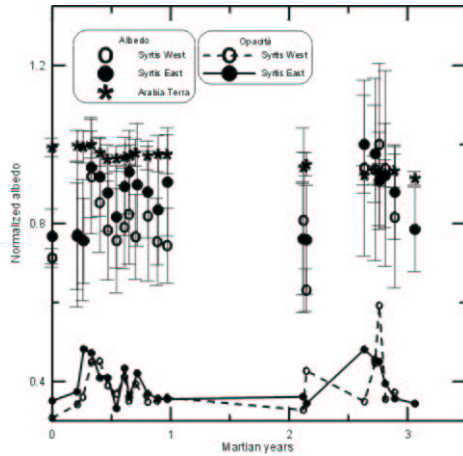 Albedo
Syrtis West
Syrtis East
Arabia Terra
Opacità
Syrtis West
Syrtis East
1.2
0.8
0.4
Normalized albedo
0
1
2
3
Martian years